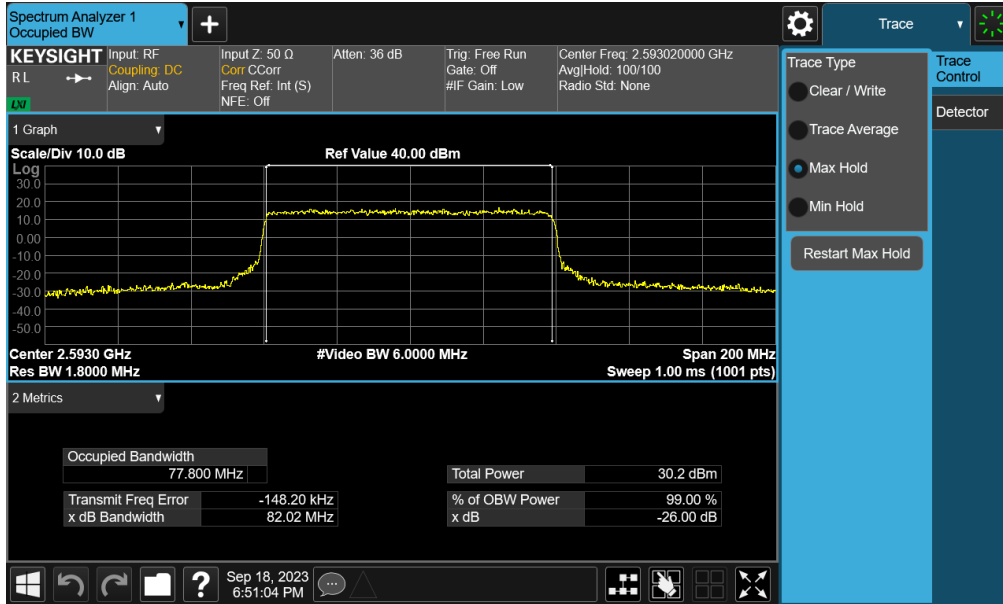 Spectrum Analyzer 1
Occupied BW
+
Trace
KEYSIGHT
RL
LXI
Input: RF
Coupling: DC
Align: Auto
Input Z: 50 Ω
Corr CCorr
Freq Ref: Int (S)
NFE: Off
Atten: 36 dB
Trig: Free Run
Gate: Off
#IF Gain: Low
Center Freq: 2.593020000 GHz
Avg|Hold: 100/100
Radio Std: None
Trace Type
Clear / Write
Trace Average
Max Hold
Min Hold
Restart Max Hold
Trace
Control
Detector
1 Graph
Scale/Div 10.0 dB
Ref Value 40.00 dBm
Log
30.0
20.0
10.0
0.00
-10.0
-20.0
-30.0
-40.0
-50.0
Center 2.5930 GHz
#Video BW 6.0000 MHz
Span 200 MHz
Res BW 1.8000 MHz
Sweep 1.00 ms (1001 pts)
2 Metrics
Occupied Bandwidth
77.800 MHz
Total Power 30.2 dBm
Transmit Freq Error -148.20 kHz
% of OBW Power 99.00 %
x dB Bandwidth 82.02 MHz
x dB -26.00 dB
?
Sep 18, 2023
6:51:04 PM